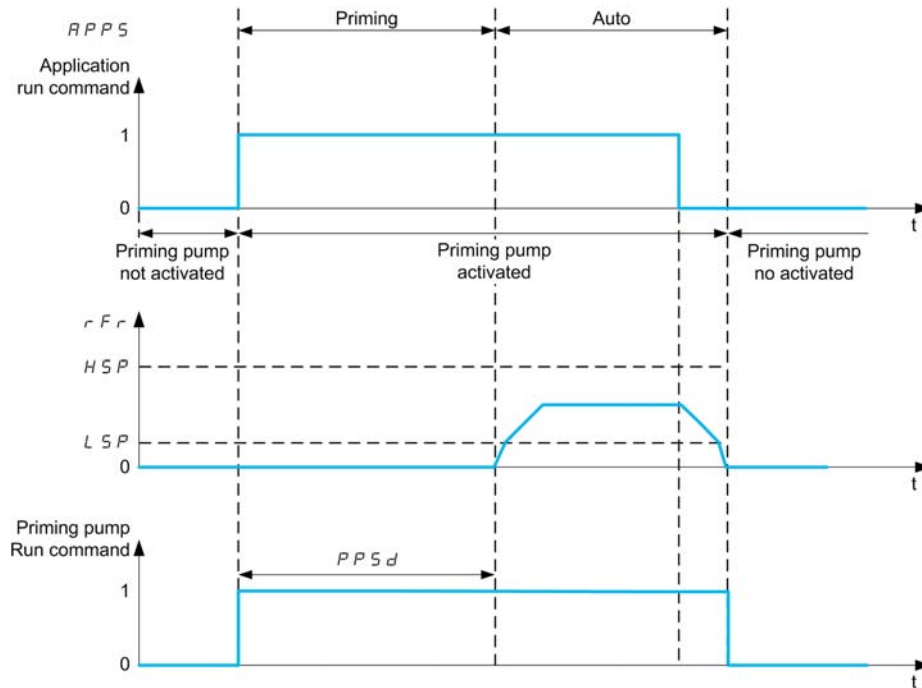 Priming
Auto
APPS
Application
run command
1
0
t
Priming pump
not activated
Priming pump
activated
Priming pump
no activated
rFr
HSP
LSP
0
t
Priming pump
Run command
PPSd
1
0
t